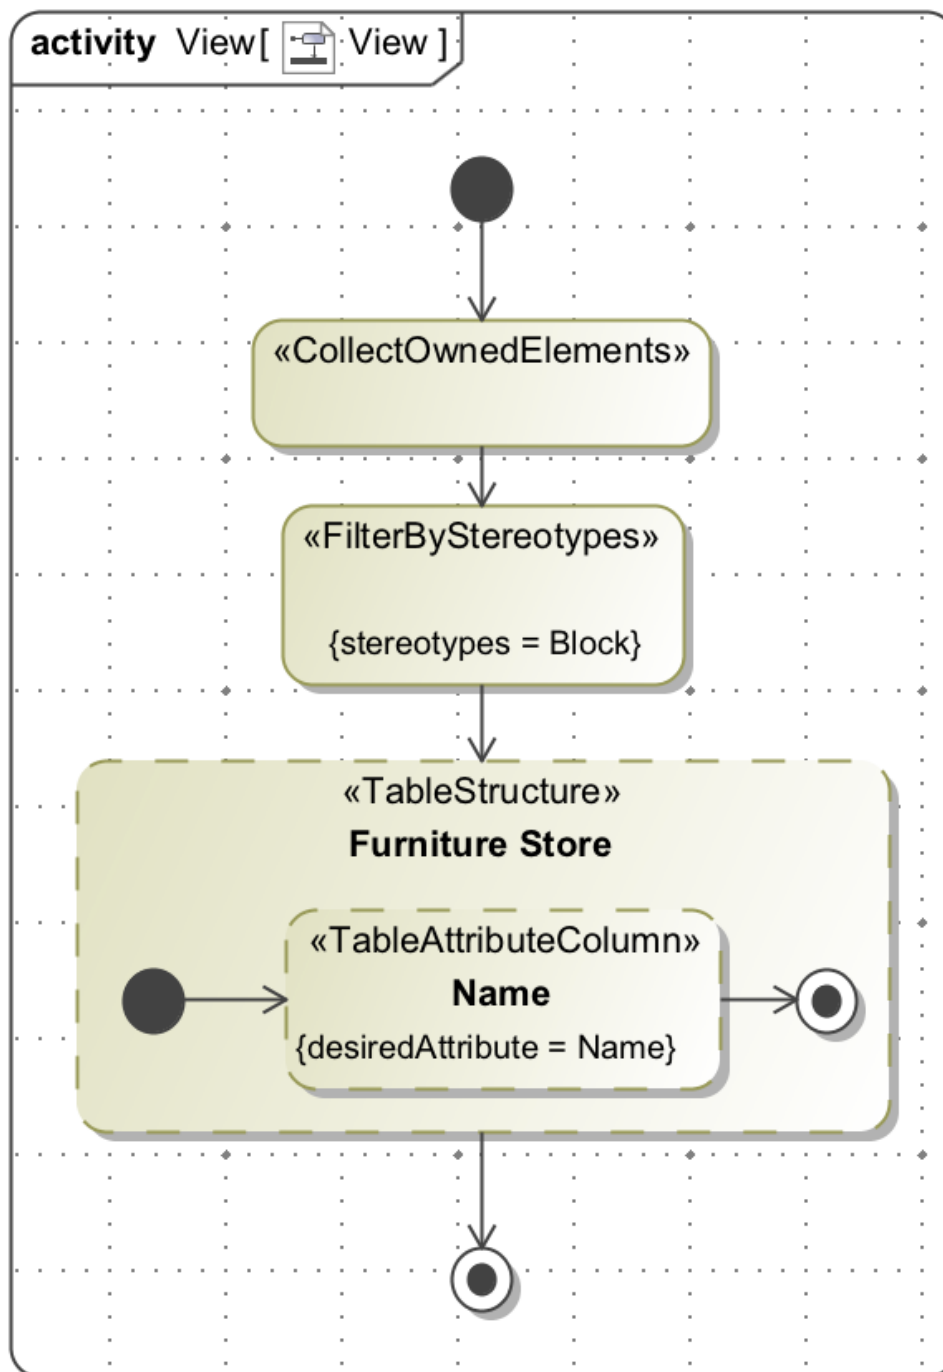 activity View[ View ]
«CollectOwnedElements»
«FilterByStereotypes»
{stereotypes = Block}
«TableStructure»
Furniture Store
«TableAttributeColumn»
Name
{desiredAttribute = Name}